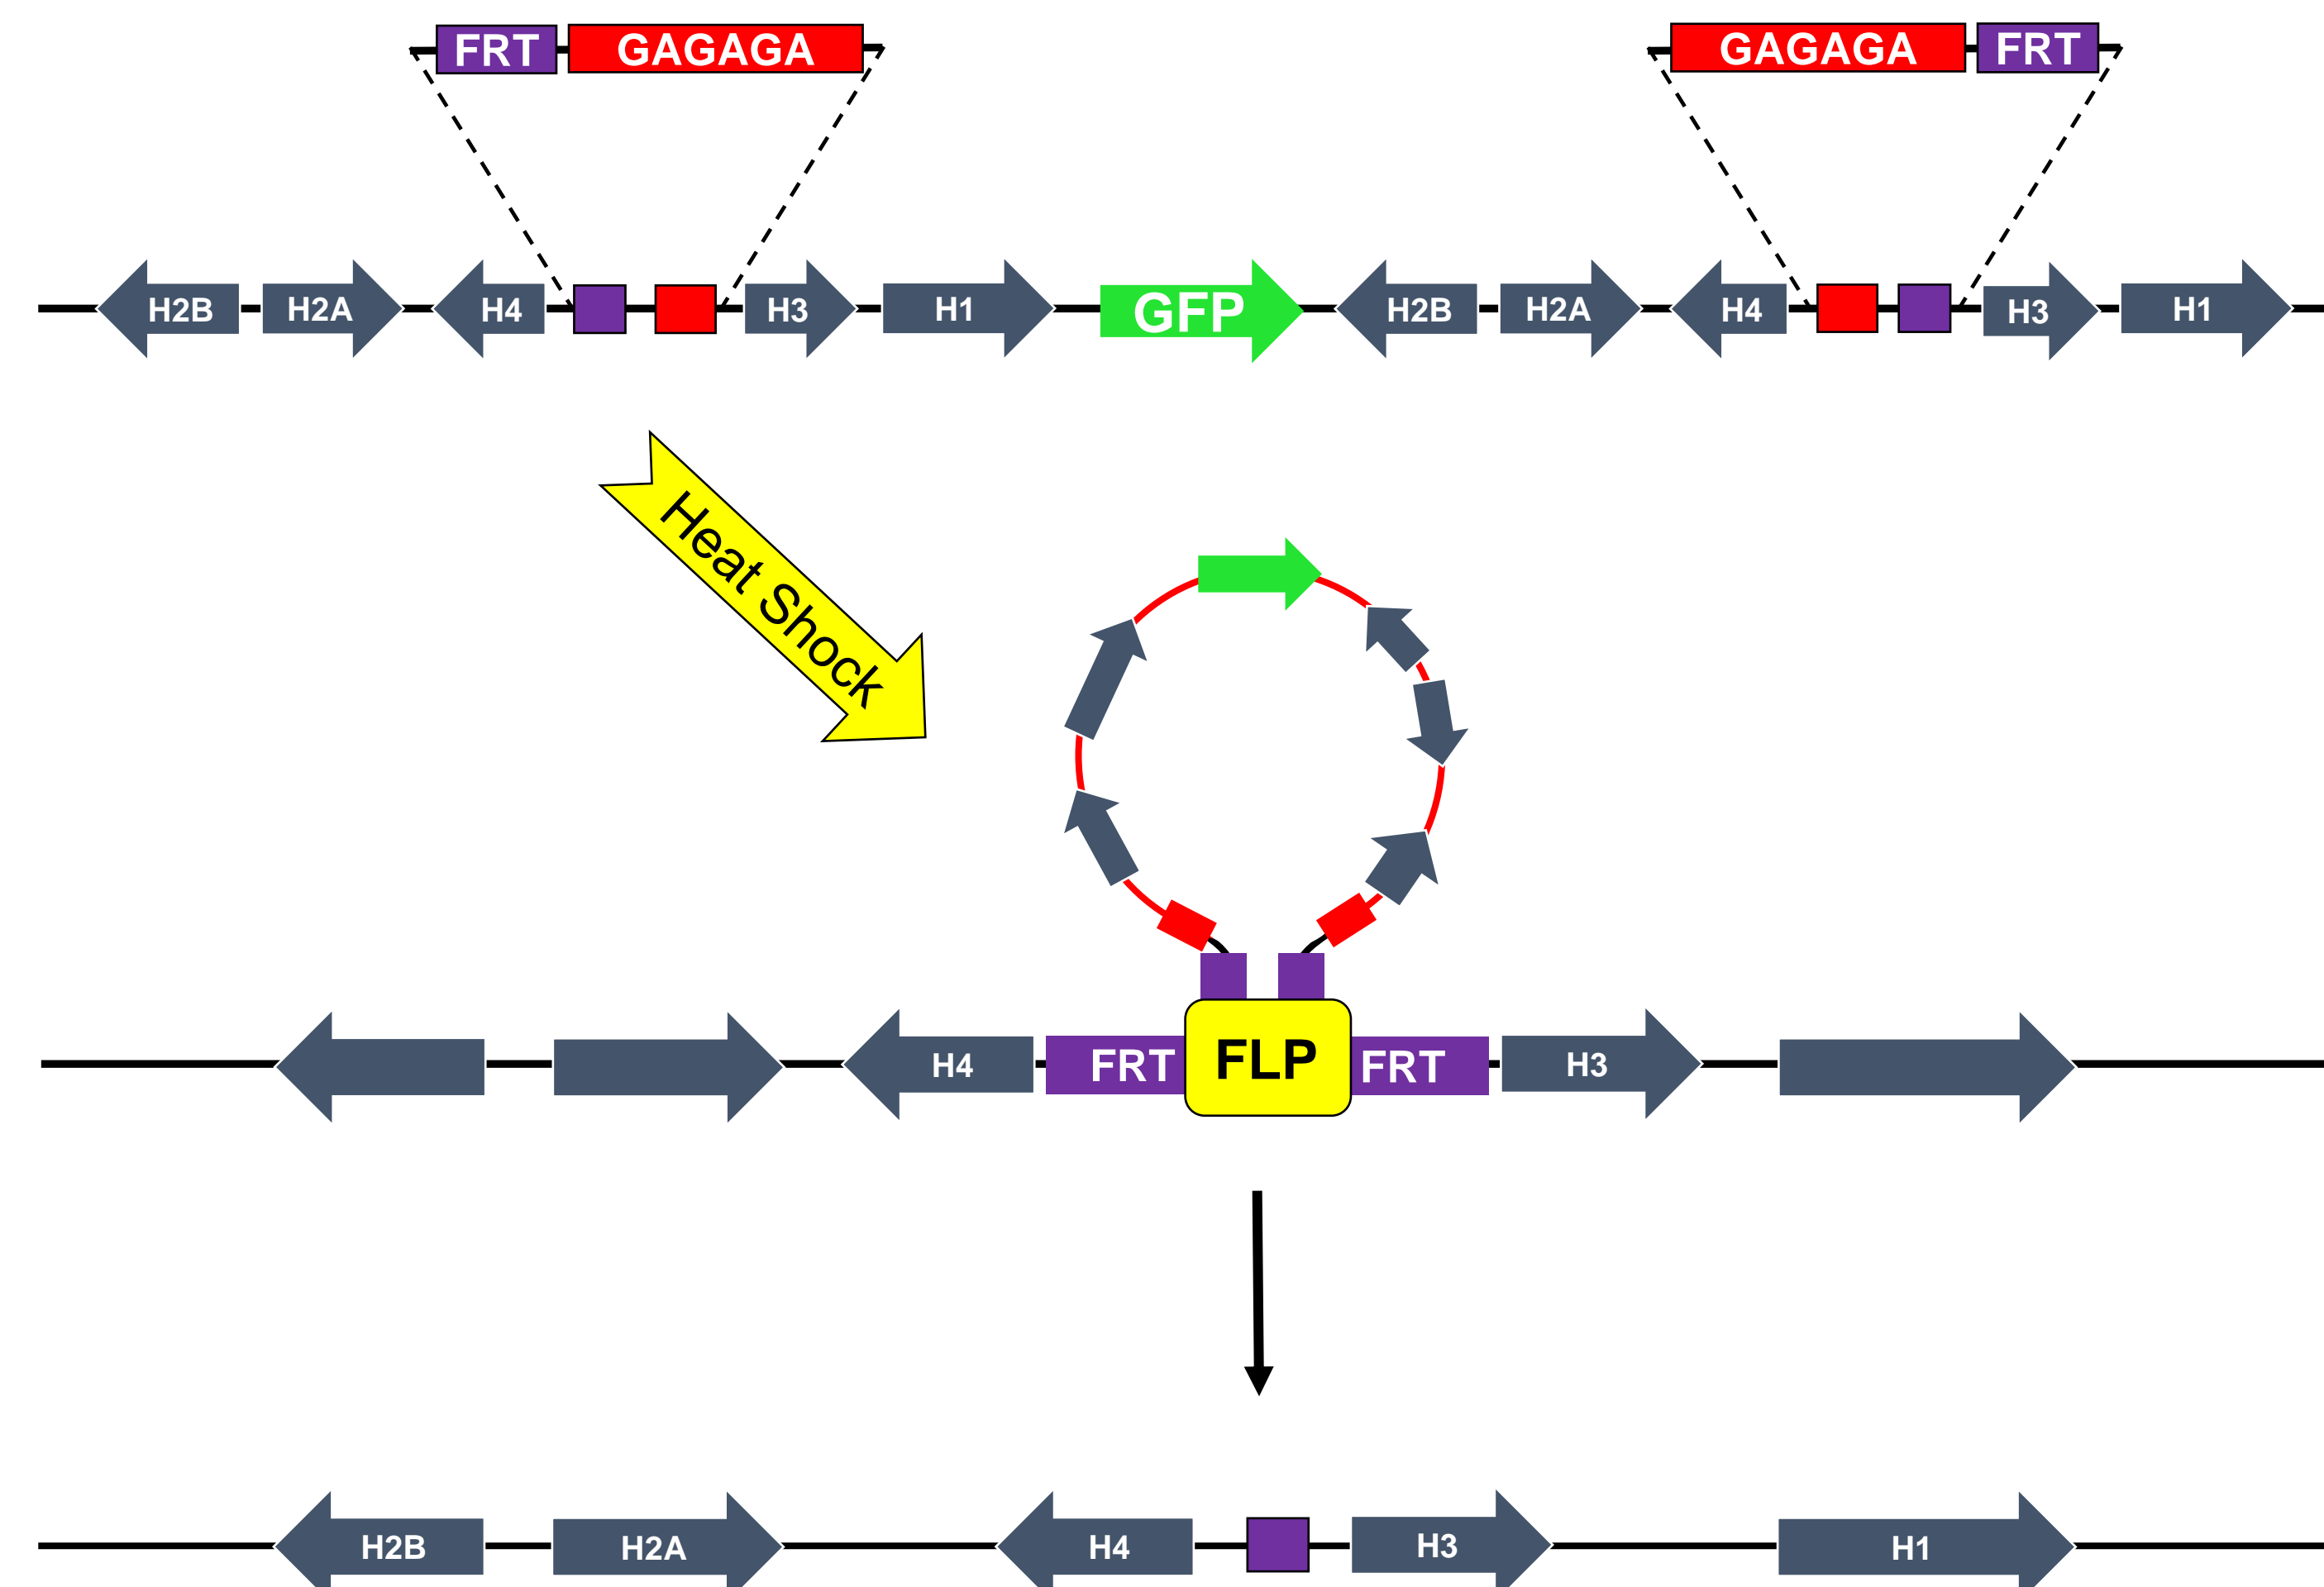 FRT GAGAGA GAGAGA FRT
H2B H2A H4 H3 H1 GFP H2B H2A H4 H3 H1
Heat Shock
H4 FRT FLP FRT H3
H2B H2A H4 H3 H1